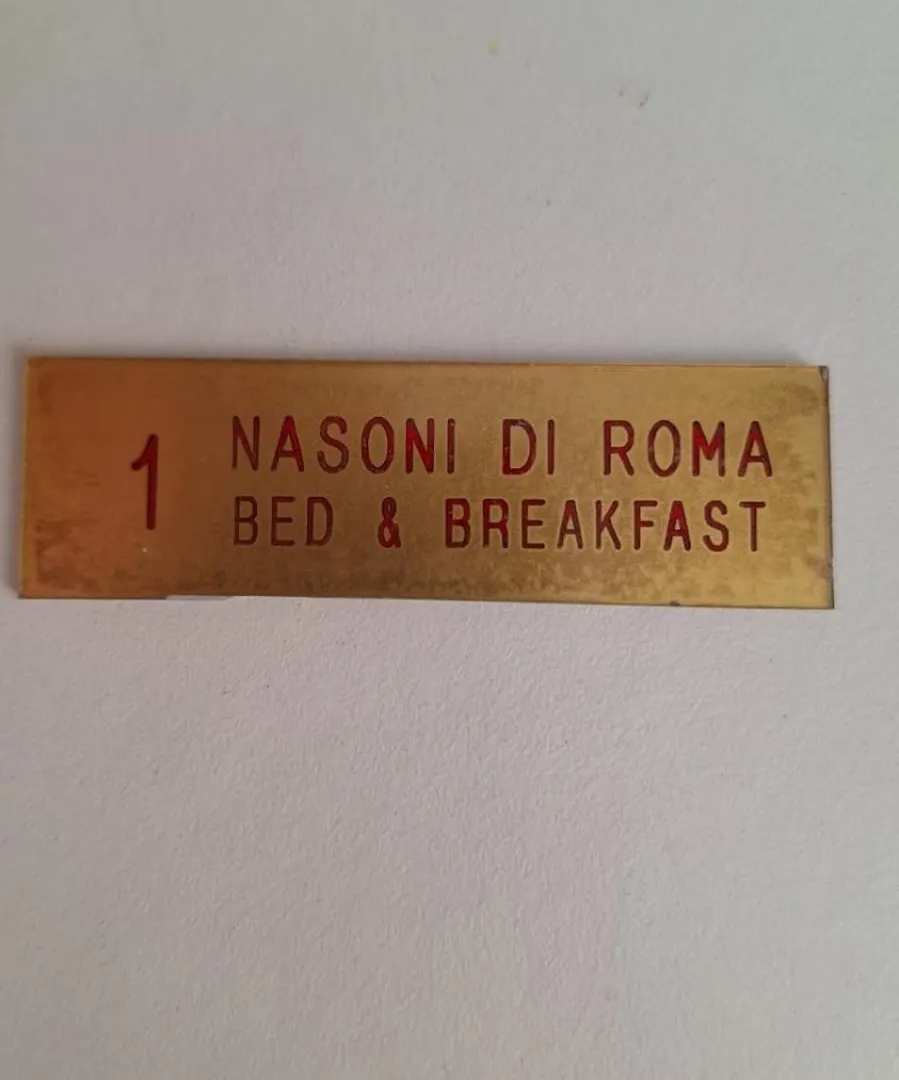 1
NASONI DI ROMA
BED & BREAKFAST